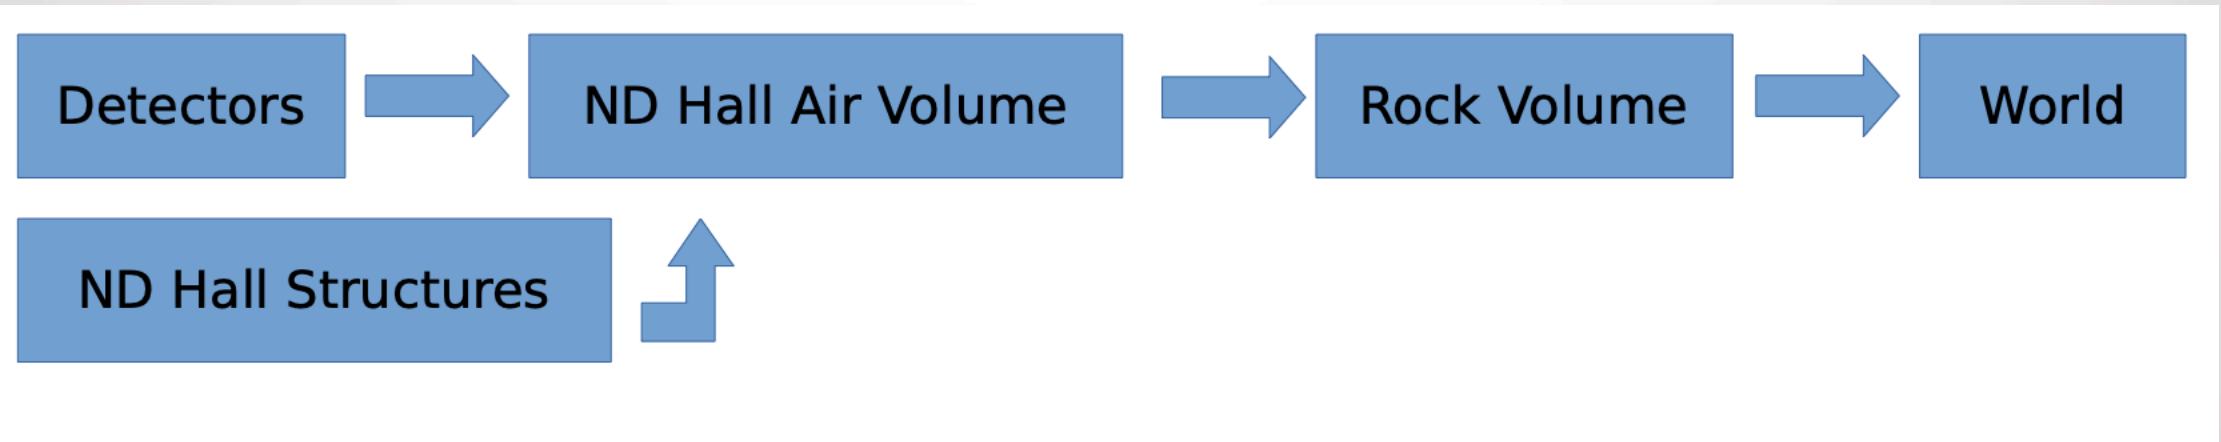 Detectors
ND Hall Air Volume
Rock Volume
World
ND Hall Structures